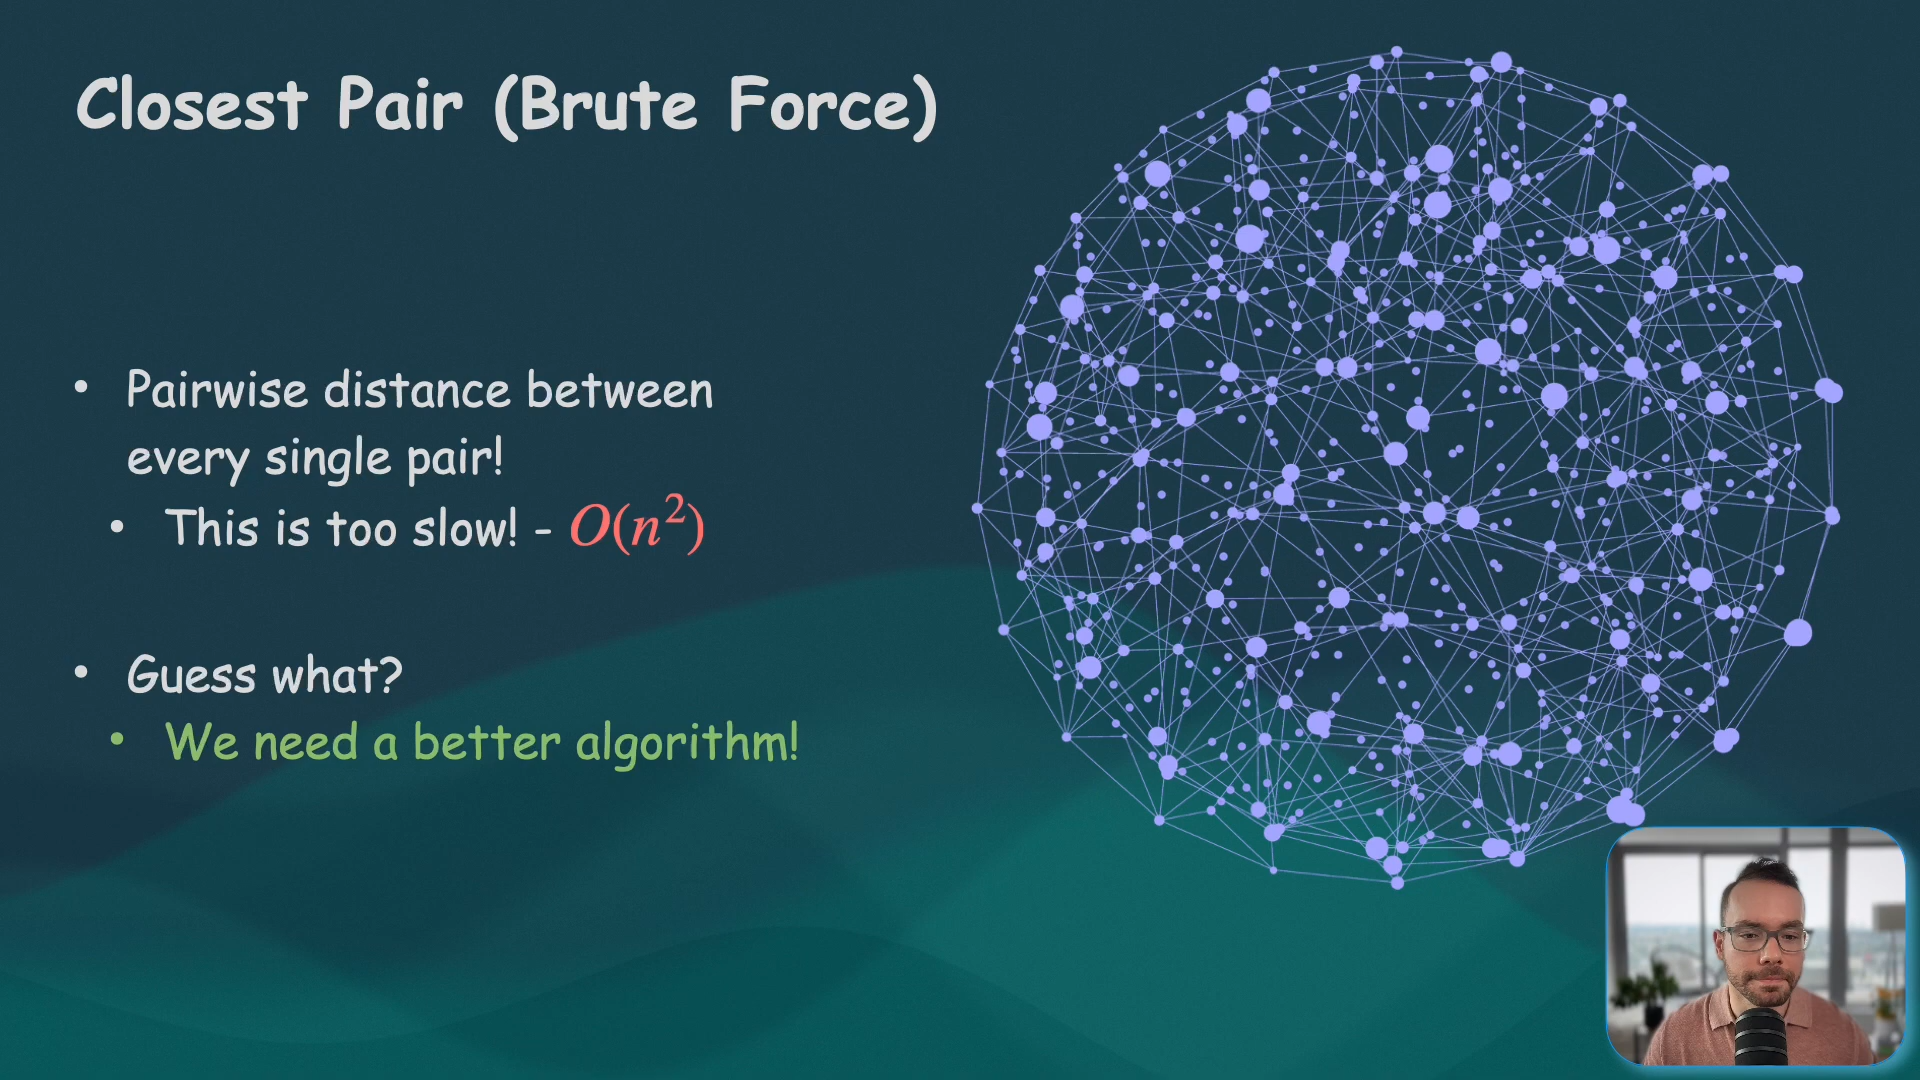 Closest Pair (Brute Force)
• Pairwise distance between
every single pair!
• This is too slow! - O(n²)
• Guess what?
• We need a better algorithm!